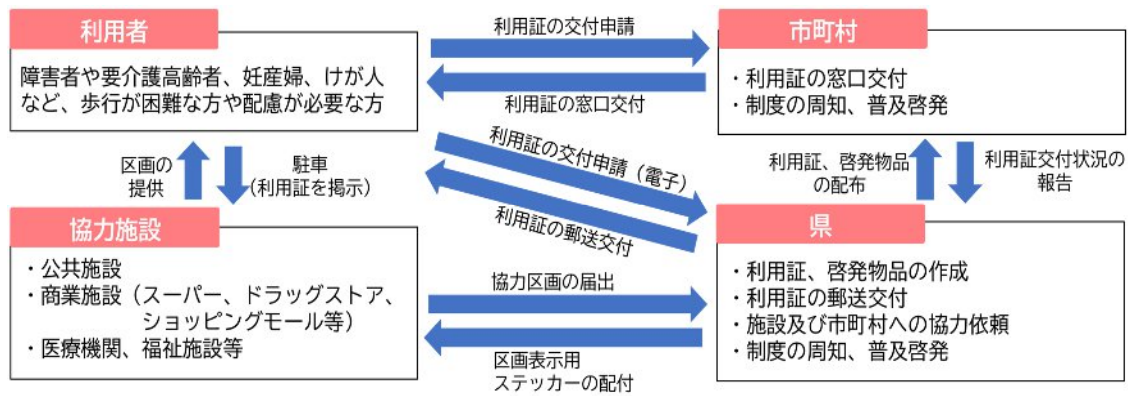 利用者
障害者や要介護高齢者、妊産婦、けが人
など、歩行が困難な方や配慮が必要な方
利用証の交付申請
利用証の窓口交付
市町村
・利用証の窓口交付
・制度の周知、普及啓発
区画の
提供
駐車
(利用証を掲示)
利用証の交付申請(電子)
利用証の郵送交付
利用証、啓発物品
の配布
利用証交付状況の
報告
協力施設
・公共施設
・商業施設(スーパー、ドラッグストア、
ショッピングモール等)
・医療機関、福祉施設等
協力区画の届出
区画表示用
ステッカーの配付
県
・利用証、啓発物品の作成
・利用証の郵送交付
・施設及び市町村への協力依頼
・制度の周知、普及啓発